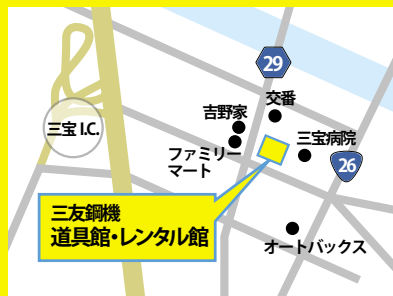 29
交番
吉野家
三宝 I.C.
三宝病院
ファミリー
マート
26
三友鋼機
道具館・レンタル館
オートバックス